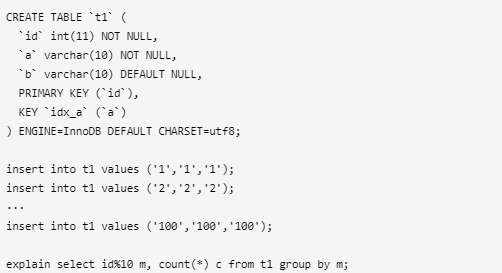 CREATE TABLE `t1` (
  `id` int(11) NOT NULL,
  `a` varchar(10) NOT NULL,
  `b` varchar(10) DEFAULT NULL,
  PRIMARY KEY (`id`),
  KEY `idx_a` (`a`)
) ENGINE=InnoDB DEFAULT CHARSET=utf8;

insert into t1 values ('1','1','1');
insert into t1 values ('2','2','2');
...
insert into t1 values ('100','100','100');

explain select id%10 m, count(*) c from t1 group by m;